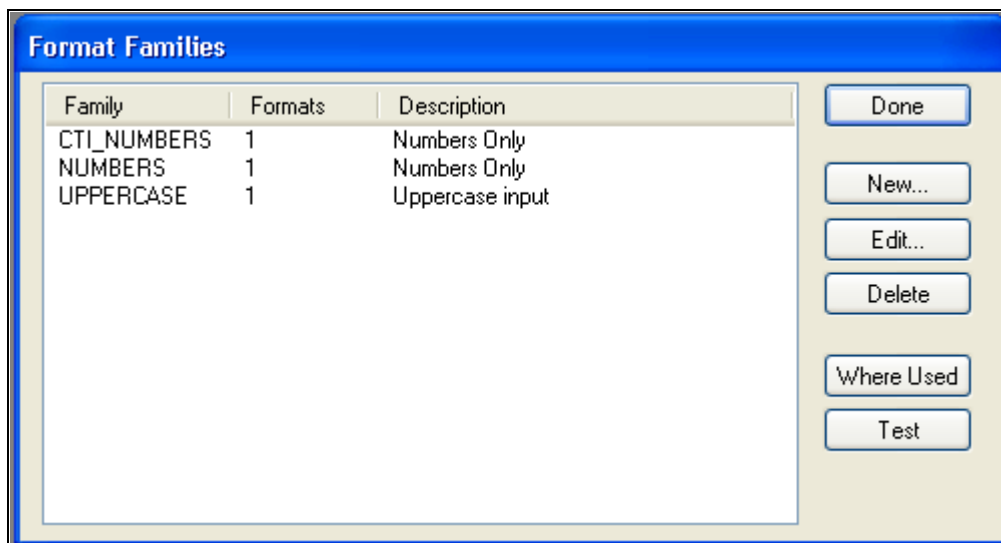 Format Families
Family Formats Description
CTI_NUMBERS 1 Numbers Only
NUMBERS 1 Numbers Only
UPPERCASE 1 Uppercase input
Done
New...
Edit...
Delete
Where Used
Test